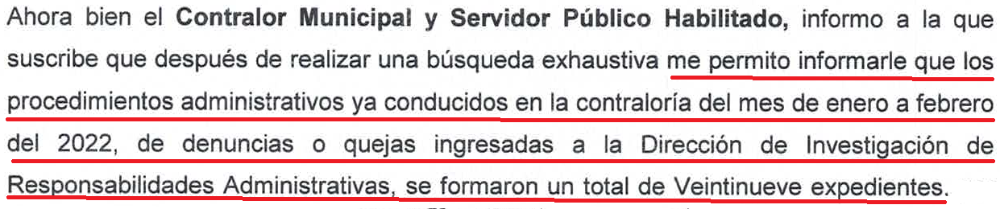 Ahora bien el Contralor Municipal y Servidor Público Habilitado, informo a la que
suscribe que después de realizar una búsqueda exhaustiva me permito informarle que los
procedimientos administrativos ya conducidos en la contraloría del mes de enero a febrero
del 2022, de denuncias o quejas ingresadas a la Dirección de Investigación de
Responsabilidades Administrativas, se formaron un total de Veintinueve expedientes.